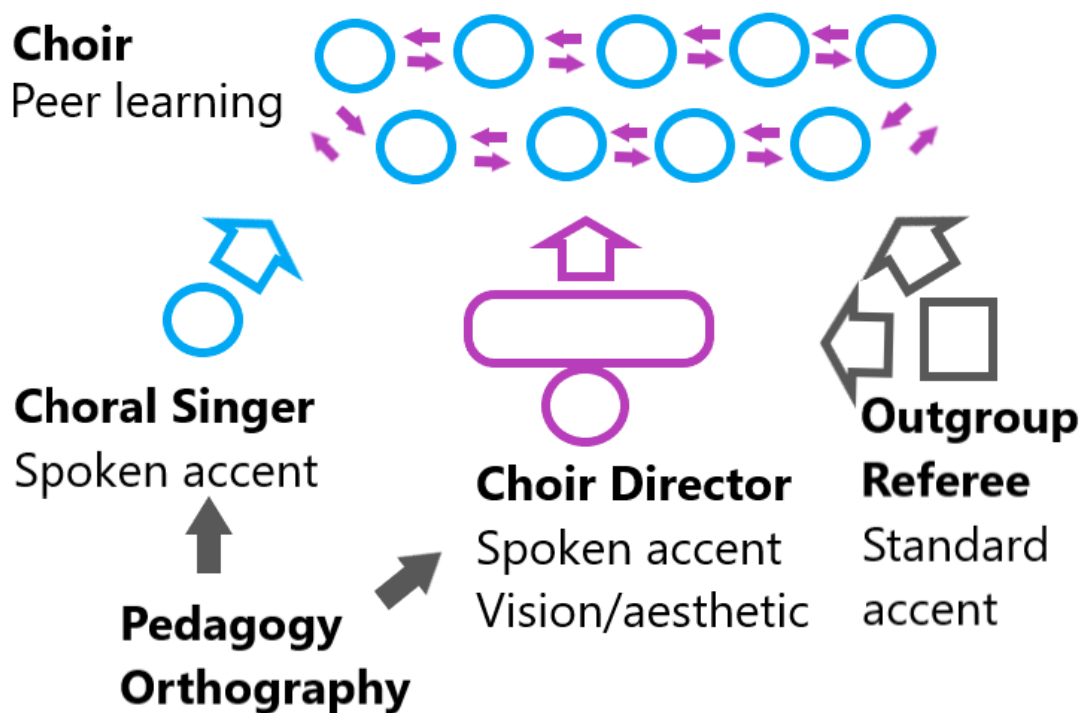 Choir
Peer learning
Choral Singer
Spoken accent
Pedagogy
Orthography
Choir Director
Spoken accent
Vision/aesthetic
Outgroup
Referee
Standard
accent